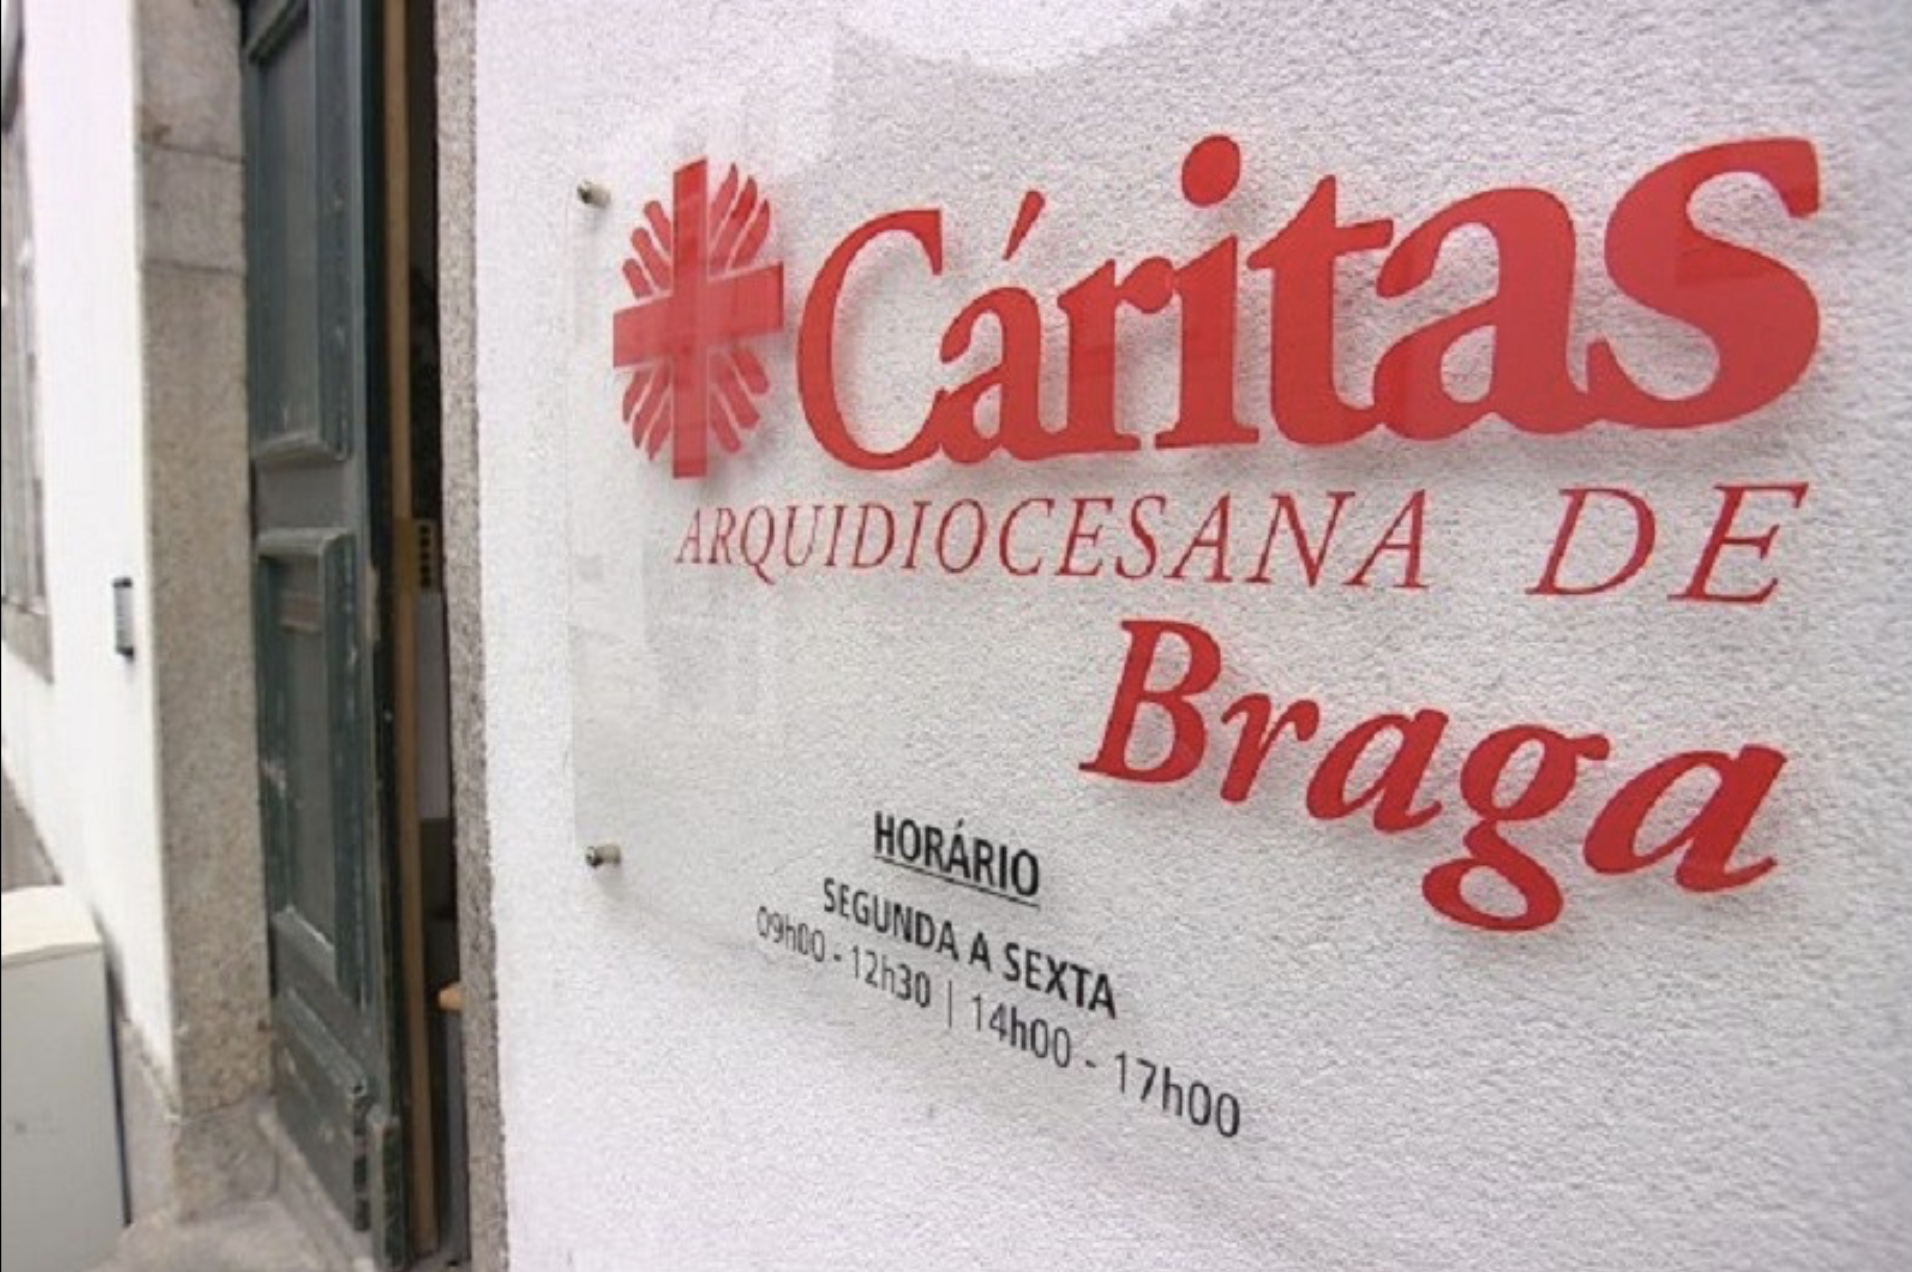 Cáritas
ARQUIDIOCESANA DE
Braga
HORÁRIO
SEGUNDA A SEXTA
09h00 - 12h30 | 14h00 - 17h00